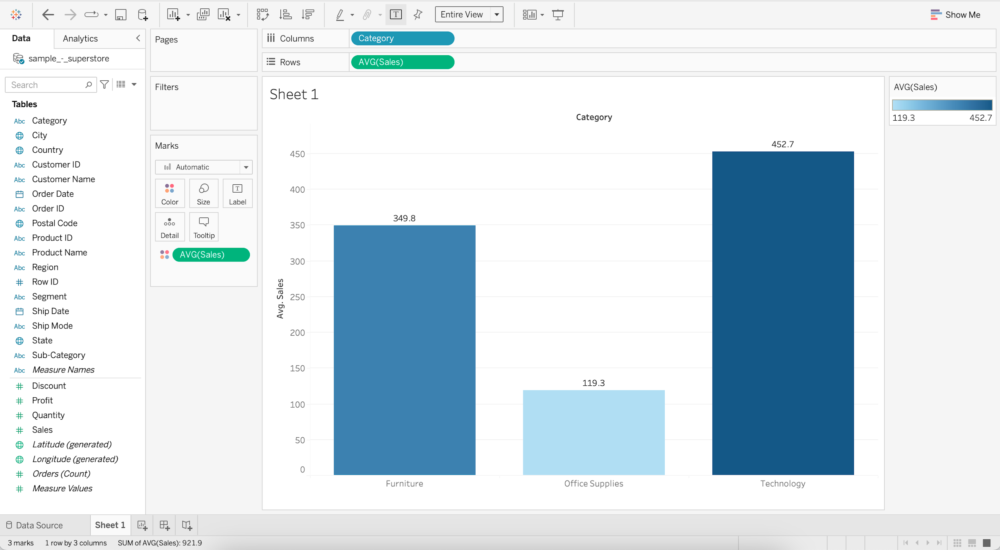 Entire View
Show Me
Data
Analytics
sample_-_superstore
Search
Tables
Abc Category
City
Country
Abc Customer ID
Abc Customer Name
Order Date
Abc Order ID
Postal Code
Abc Product ID
Abc Product Name
Abc Region
Row ID
Abc Segment
Ship Date
Abc Ship Mode
State
Abc Sub-Category
Abc Measure Names
Discount
Profit
Quantity
Sales
Latitude (generated)
Longitude (generated)
Orders (Count)
Measure Values
Pages
Filters
Marks
Automatic
Color Size Label
Detail Tooltip
AVG(Sales)
Columns Category
Rows AVG(Sales)
Sheet 1
Category
Avg. Sales
450
400
350
300
250
200
150
100
50
0
349.8
119.3
452.7
Furniture Office Supplies Technology
AVG(Sales)
119.3 452.7
Data Source Sheet 1
3 marks 1 row by 3 columns SUM of AVG(Sales): 921.9